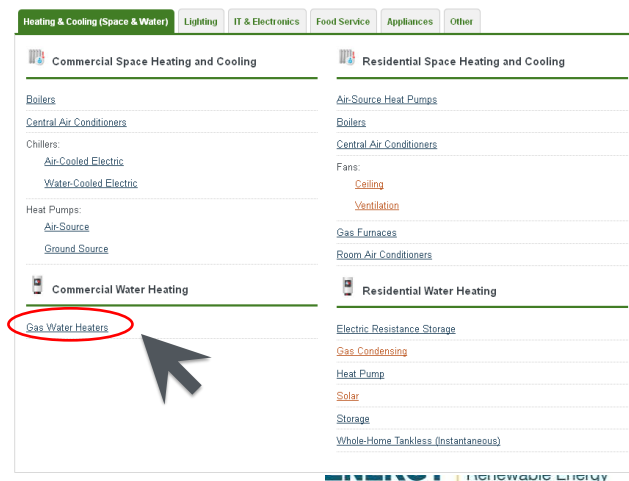 Heating & Cooling (Space & Water) Lighting IT & Electronics Food Service Appliances Other
Commercial Space Heating and Cooling
Boilers
Central Air Conditioners
Chillers:
Air-Cooled Electric
Water-Cooled Electric
Heat Pumps:
Air-Source
Ground Source
Commercial Water Heating
Gas Water Heaters
Residential Space Heating and Cooling
Air-Source Heat Pumps
Boilers
Central Air Conditioners
Fans:
Ceiling
Ventilation
Gas Furnaces
Room Air Conditioners
Residential Water Heating
Electric Resistance Storage
Gas Condensing
Heat Pump
Solar
Storage
Whole-Home Tankless (Instantaneous)
ENERGY Renewable Energy